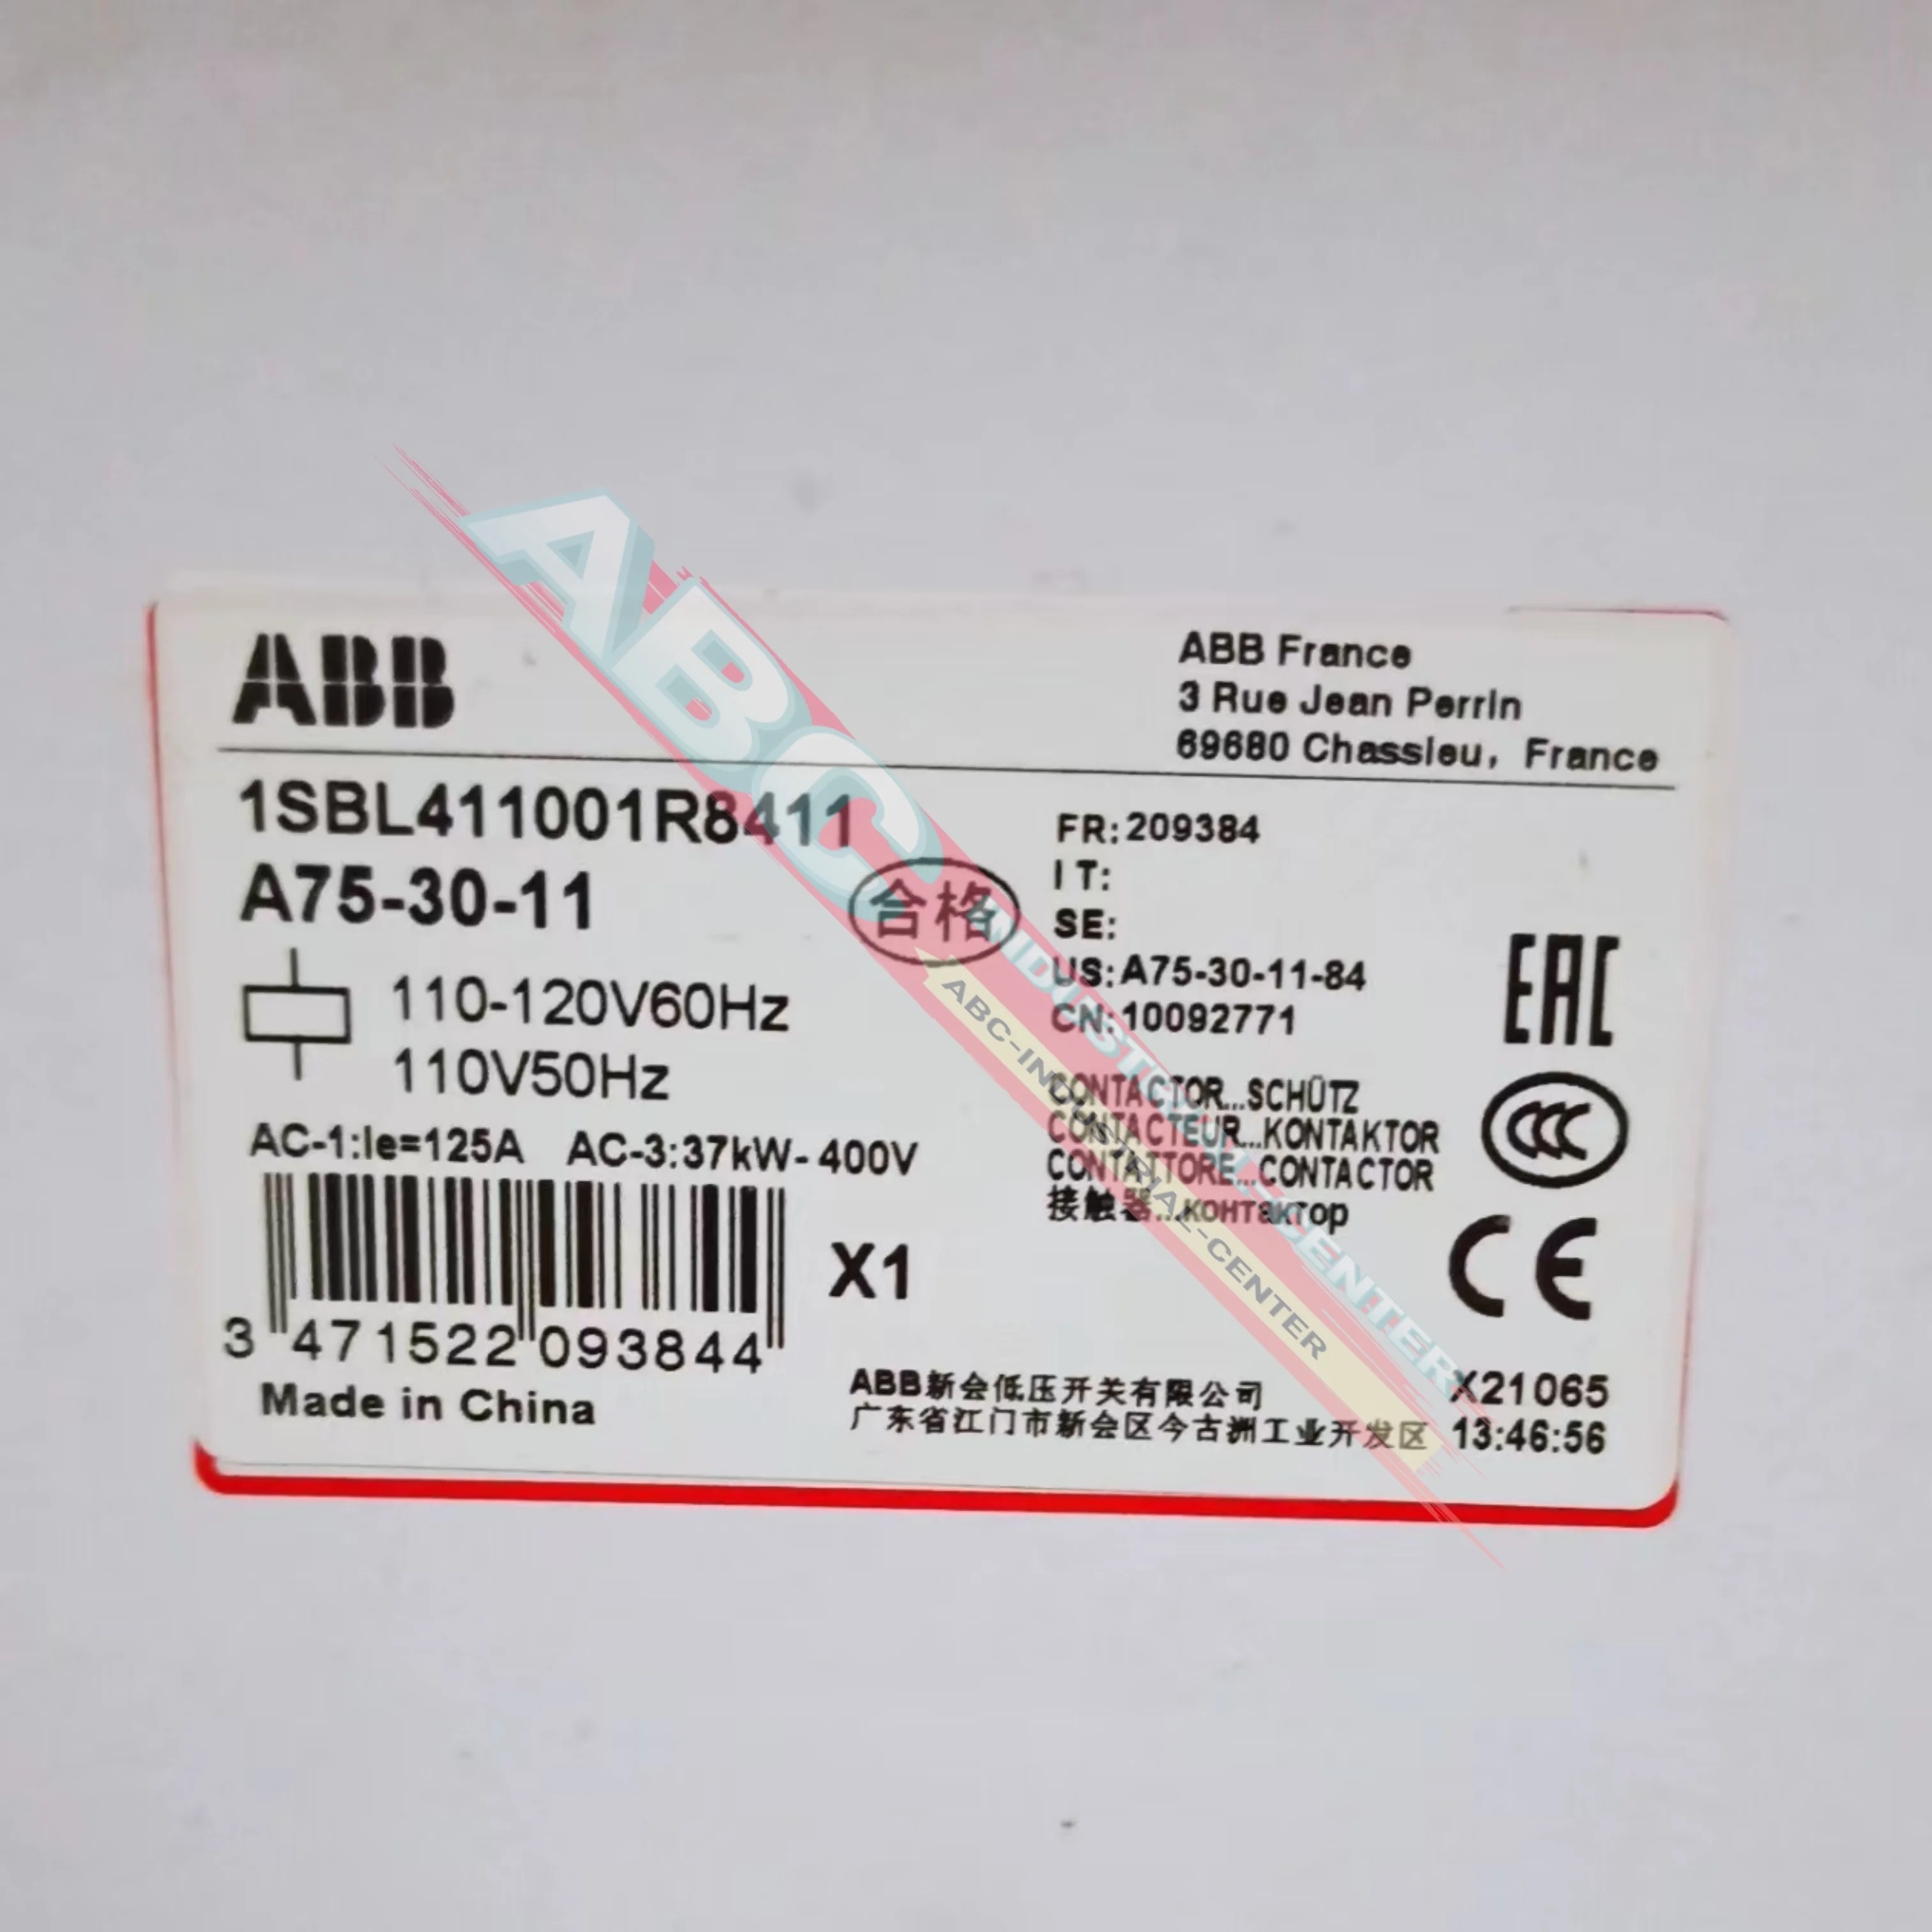 ABB
ABB France
3 Rue Jean Perrin
69680 Chassieu, France
1SBL411001R8411
A75-30-11
合格
110-120V60Hz
110V50Hz
AC-1:Ie=125A AC-3:37kW-400V
3 471522 093844
X1
Made in China
FR:209384
IT:
SE:
US:A75-30-11-84
CN:10092771
CONTACTOR...SCHÜTZ
CONTACTEUR...KONTAKTOR
CONTATTORE...CONTACTOR
接触器...контактор
EAC
CCC
CE
ABB新会低压开关有限公司
广东省江门市新会区今古洲工业开发区
X21065
13:46:56
ABC
INDUSTRIAL-CENTER
ABC-INDUSTRIAL-CENTER